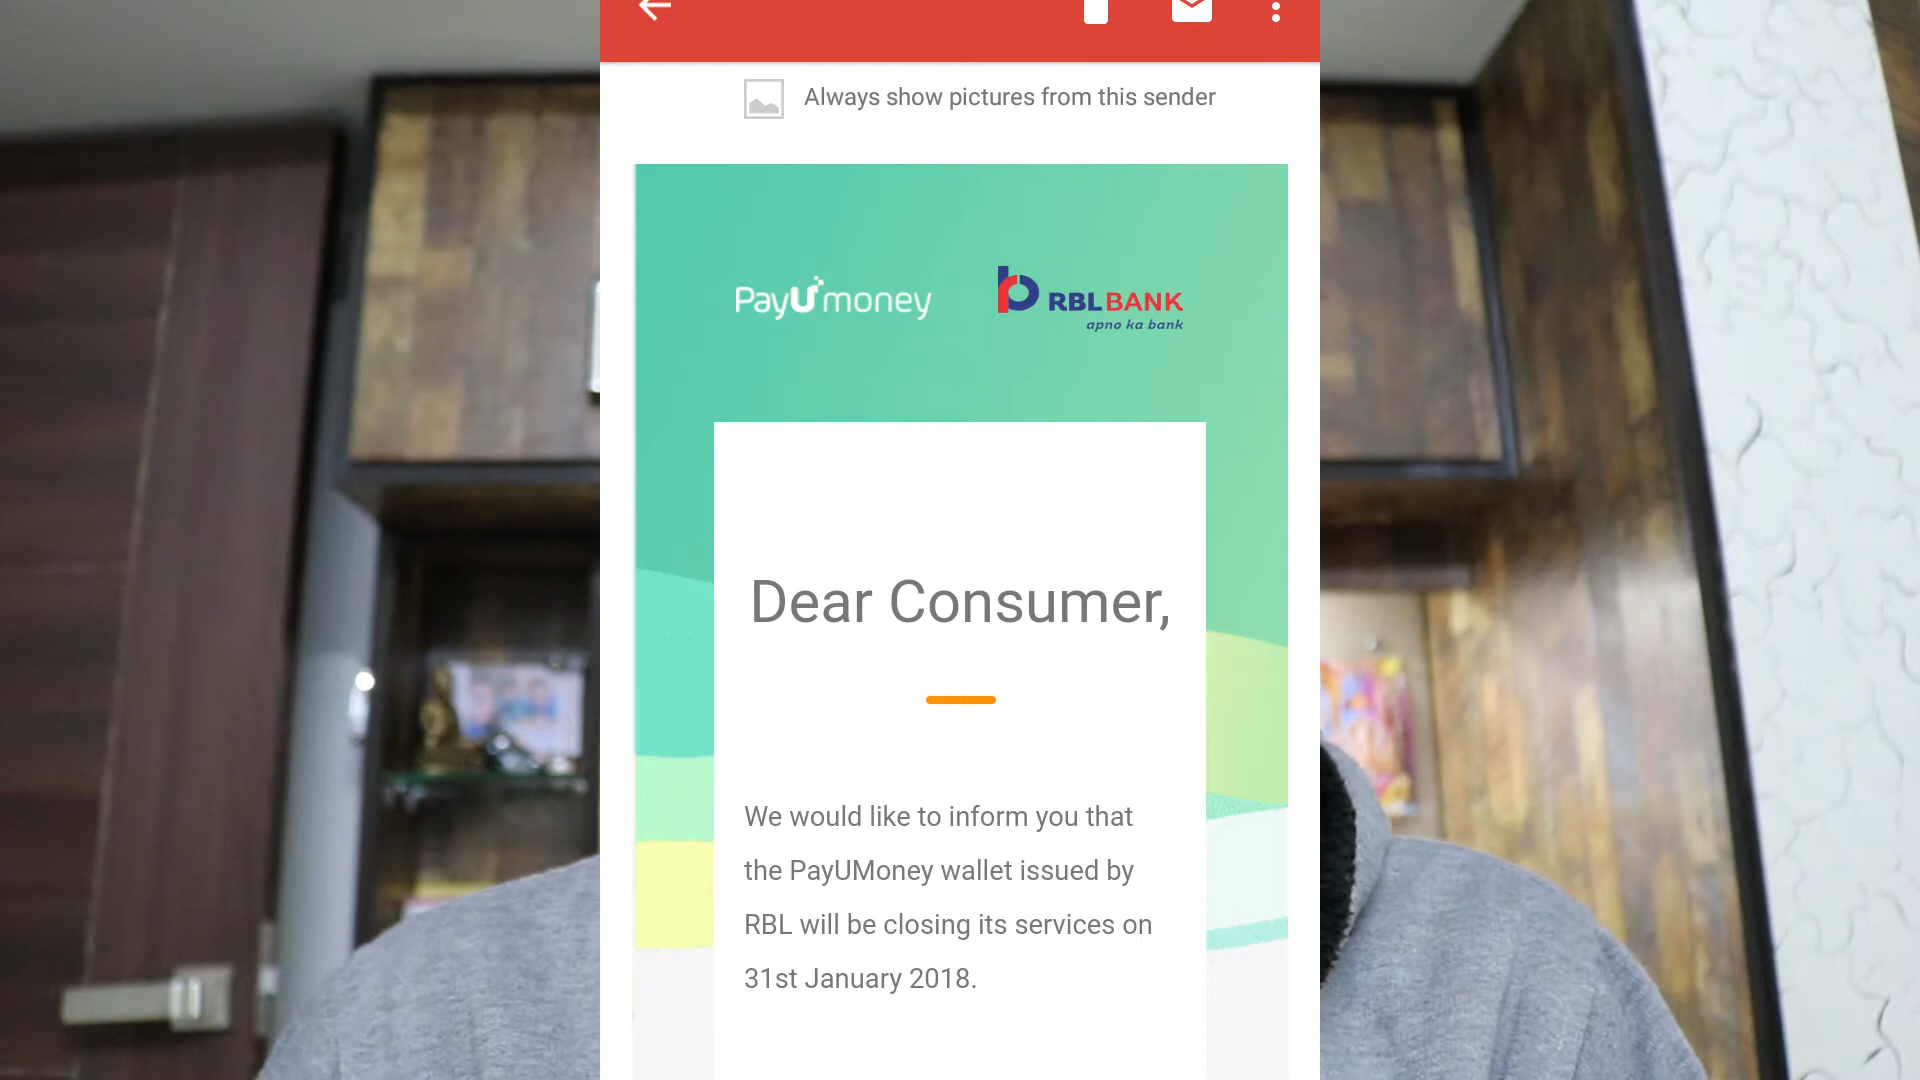 Always show pictures from this sender
PayUmoney
RBL BANK
apno ka bank
Dear Consumer,
We would like to inform you that
the PayUMoney wallet issued by
RBL will be closing its services on
31st January 2018.